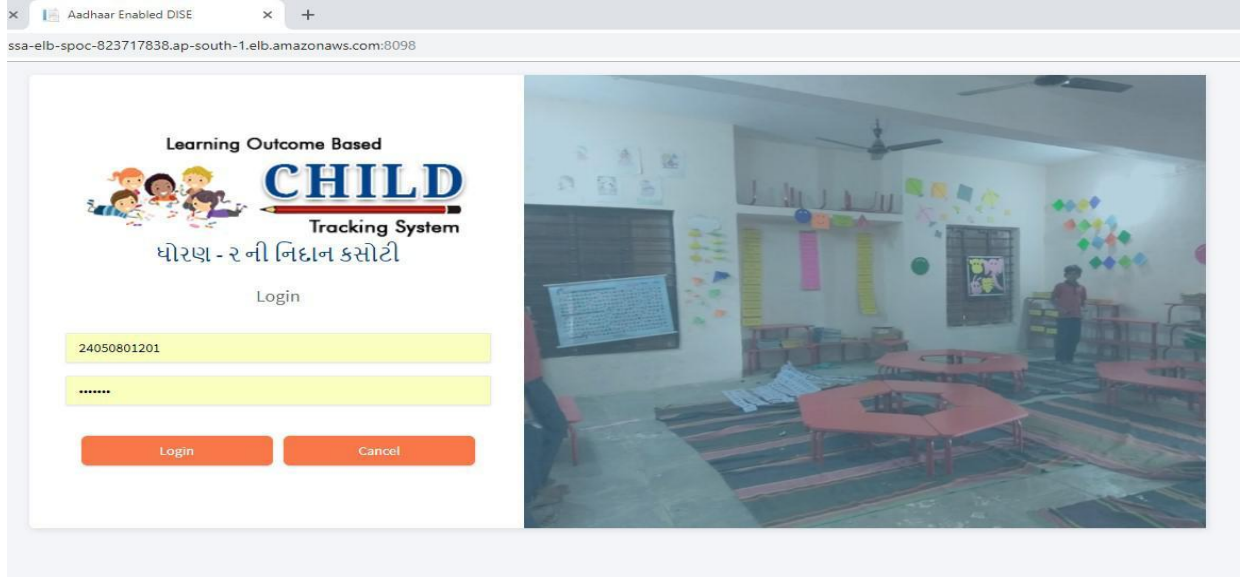 Aadhaar Enabled DISE
ssa-elb-spoc-823717838.ap-south-1.elb.amazonaws.com:8098
Learning Outcome Based
CHILD
Tracking System
ધોરણ - ૨ ની નિદાન કસોટી
Login
24050801201
•••••••
Login
Cancel